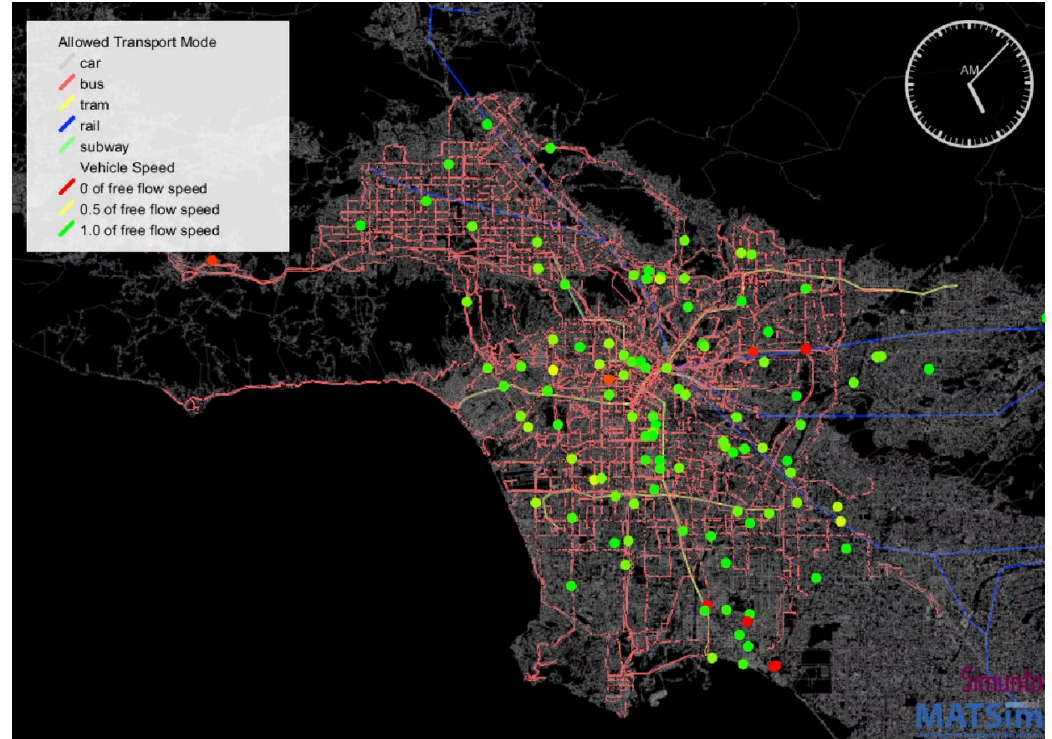 Allowed Transport Mode
car
bus
tram
rail
subway
Vehicle Speed
0 of free flow speed
0.5 of free flow speed
1.0 of free flow speed
AM
Simunto
MATSim